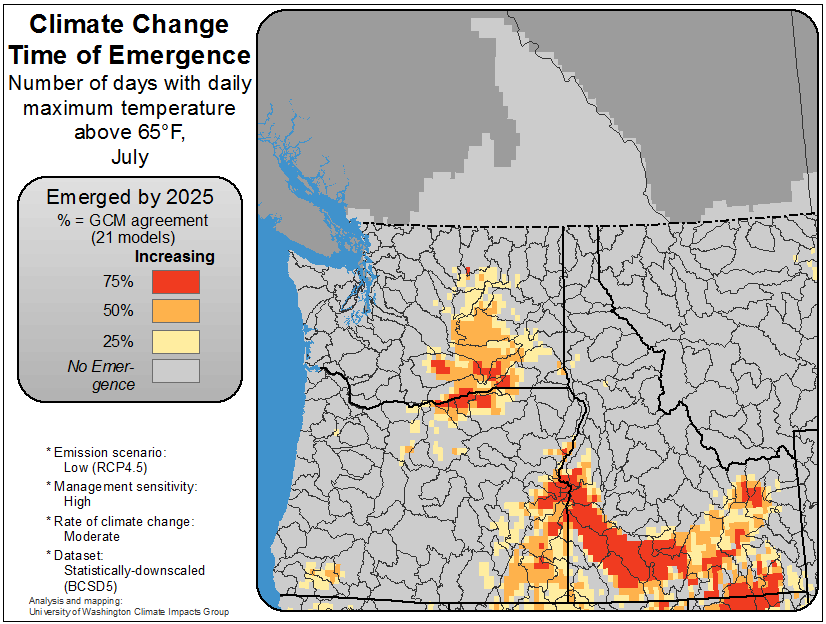 Climate Change
Time of Emergence
Number of days with daily
maximum temperature
above 65°F,
July
Emerged by 2025
% = GCM agreement
(21 models)
Increasing
75%
50%
25%
No Emer-
gence
* Emission scenario:
Low (RCP4.5)
* Management sensitivity:
High
* Rate of climate change:
Moderate
* Dataset:
Statistically-downscaled
(BCSD5)
Analysis and mapping:
University of Washington Climate Impacts Group